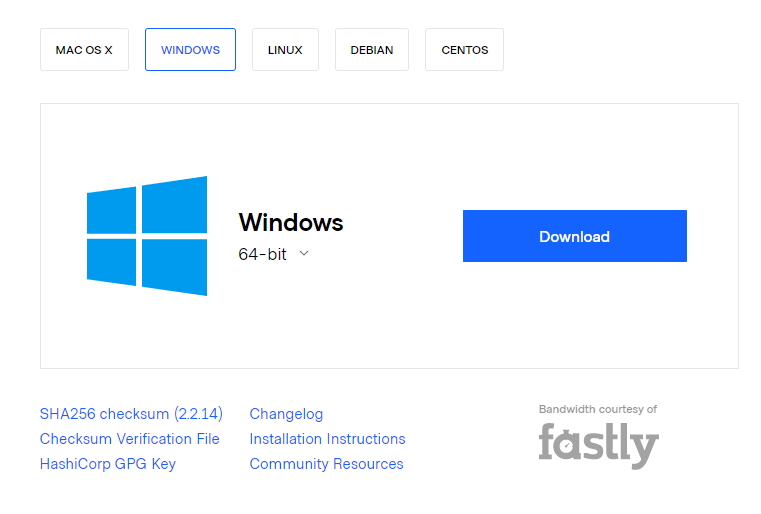 MAC OS X
WINDOWS
LINUX
DEBIAN
CENTOS
Windows
64-bit
Download
SHA256 checksum (2.2.14)
Checksum Verification File
HashiCorp GPG Key
Changelog
Installation Instructions
Community Resources
Bandwidth courtesy of
fastly